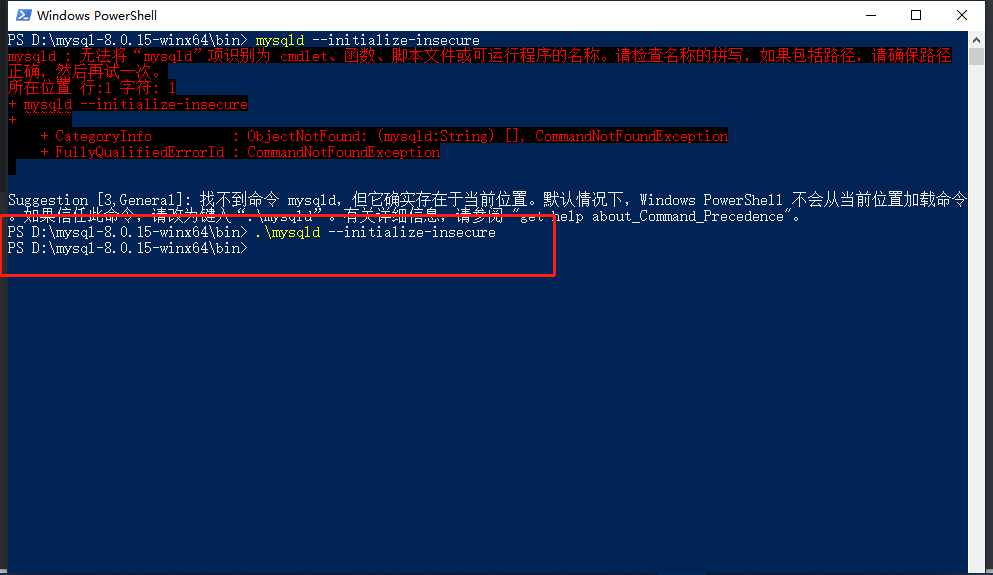 Windows PowerShell
PS D:\mysql-8.0.15-winx64\bin> mysqld --initialize-insecure
mysqld : 无法将“mysqld”项识别为 cmdlet、函数、脚本文件或可运行程序的名称。请检查名称的拼写，如果包括路径，请确保路径
正确，然后再试一次。
所在位置 行:1 字符: 1
+ mysqld --initialize-insecure
+ ~~~~~~
+ CategoryInfo : ObjectNotFound: (mysqld:String) [], CommandNotFoundException
+ FullyQualifiedErrorId : CommandNotFoundException
Suggestion [3,General]: 找不到命令 mysqld，但它确实存在于当前位置。默认情况下，Windows PowerShell 不会从当前位置加载命令
。如果信任此命令，请改为键入“.\mysqld”。有关详细信息，请参阅 "get-help about_Command_Precedence"。
PS D:\mysql-8.0.15-winx64\bin> .\mysqld --initialize-insecure
PS D:\mysql-8.0.15-winx64\bin>